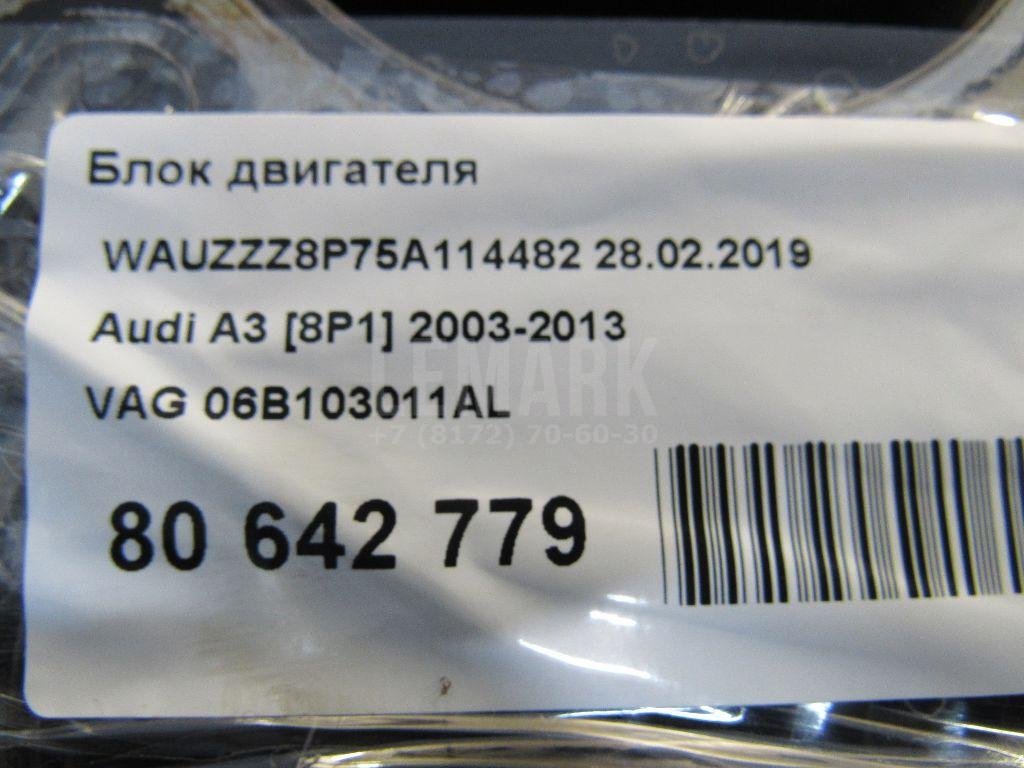 Блок двигателя
WAUZZZ8P75A114482 28.02.2019
Audi A3 [8P1] 2003-2013
LEMARK
VAG 06B103011AL
+7 (8172) 70-60-30
80 642 779